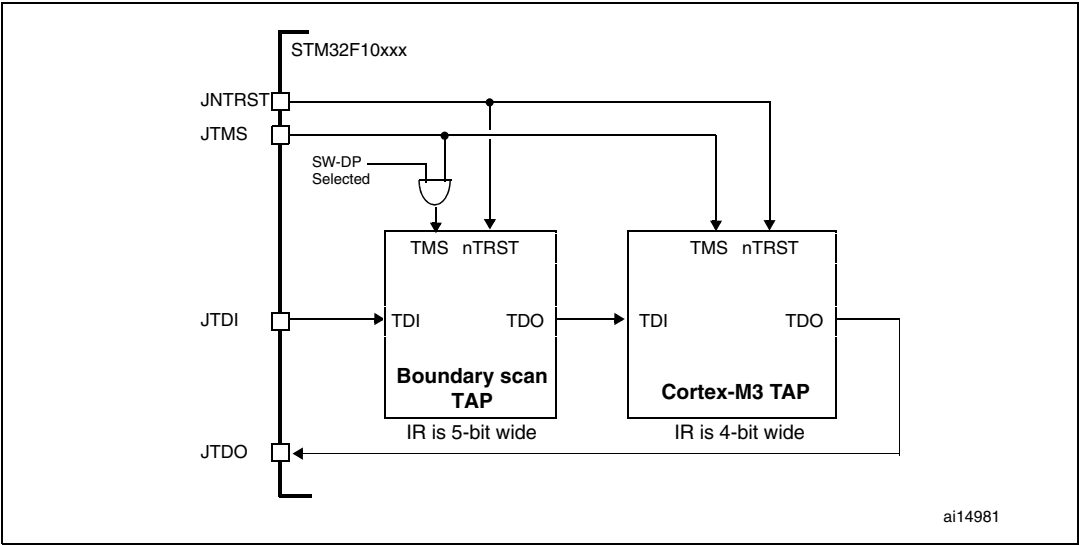 STM32F10xxx
JNTRST
JTMS
SW-DP
Selected
TMS nTRST
TMS nTRST
JTDI
TDI
TDO
TDI
TDO
Boundary scan
TAP
Cortex-M3 TAP
IR is 5-bit wide
IR is 4-bit wide
JTDO
ai14981